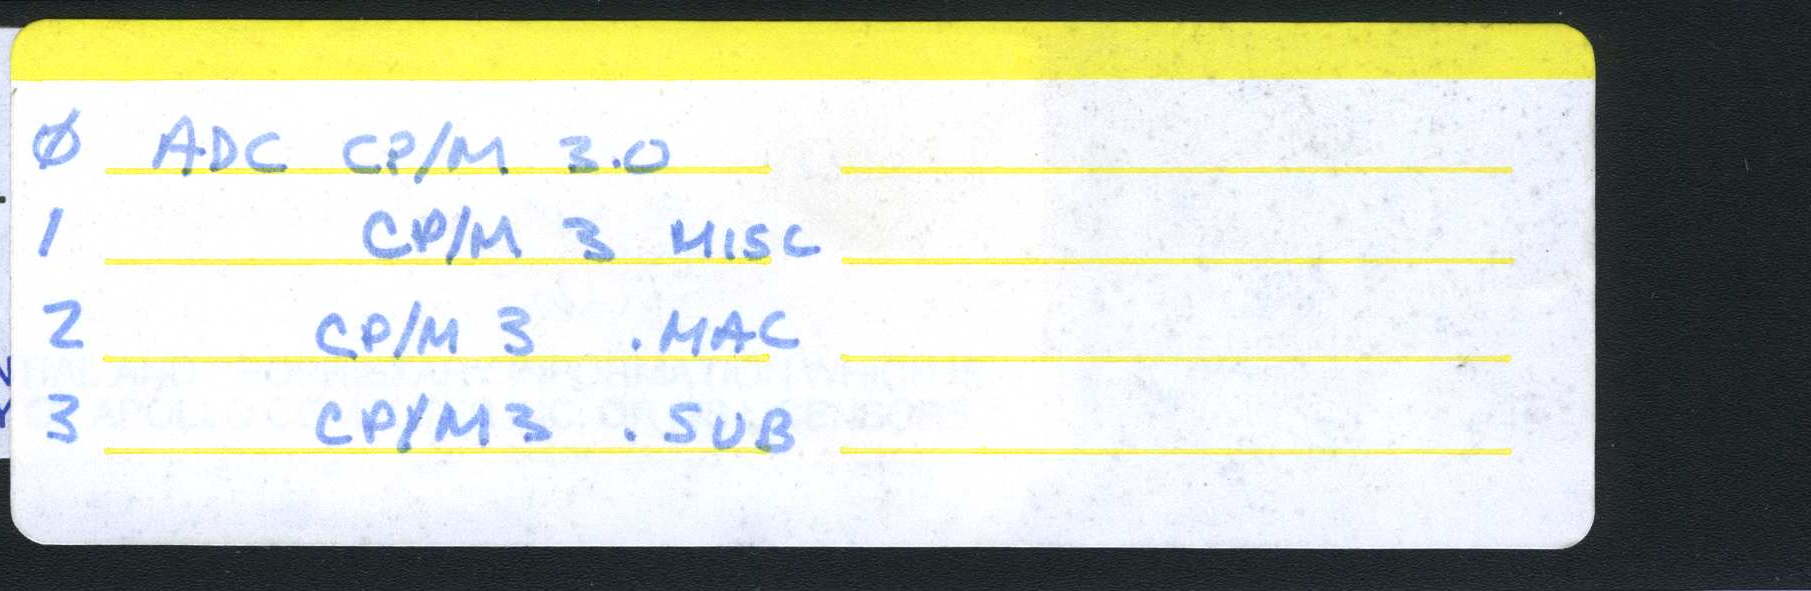 Ø ADC CP/M 3.0
1 CP/M 3 MISC
2 CP/M 3 .MAC
3 CP/M3 .SUB